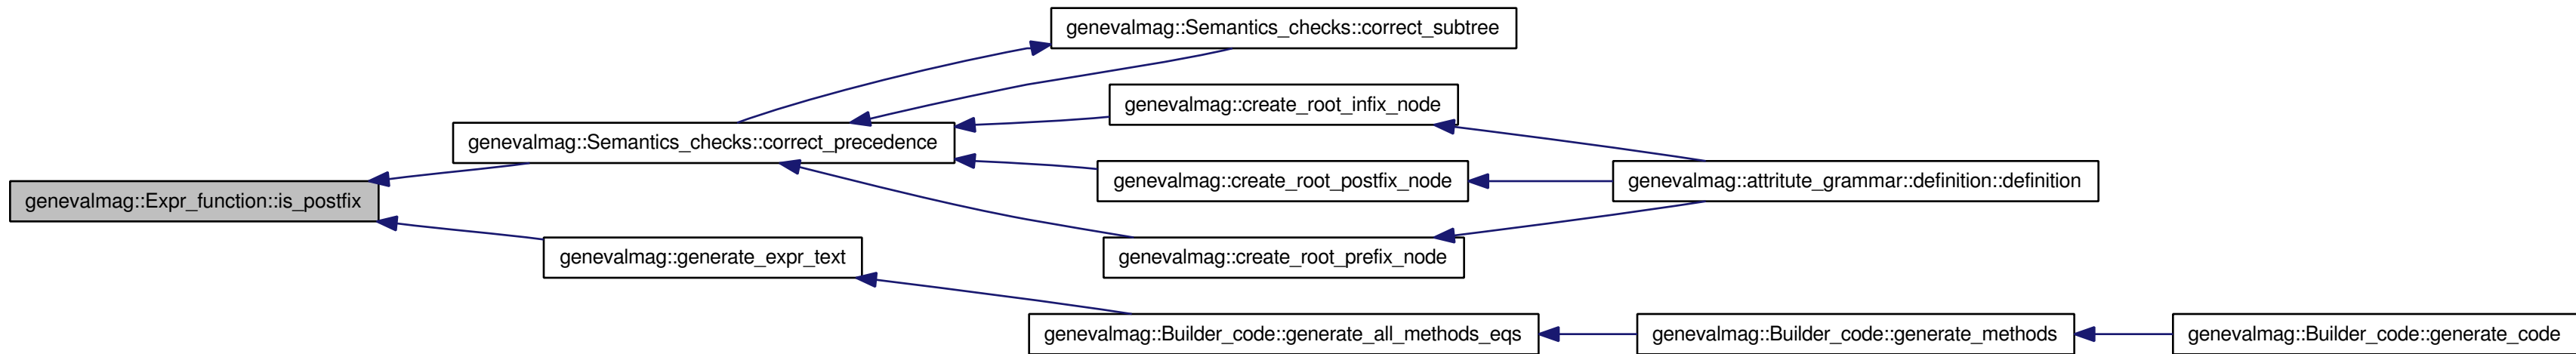 genevalmag::Semantics_checks::correct_subtree
genevalmag::create_root_infix_node
genevalmag::Semantics_checks::correct_precedence
genevalmag::create_root_postfix_node
genevalmag::attritute_grammar::definition::definition
genevalmag::Expr_function::is_postfix
genevalmag::generate_expr_text
genevalmag::create_root_prefix_node
genevalmag::Builder_code::generate_all_methods_eqs
genevalmag::Builder_code::generate_methods
genevalmag::Builder_code::generate_code